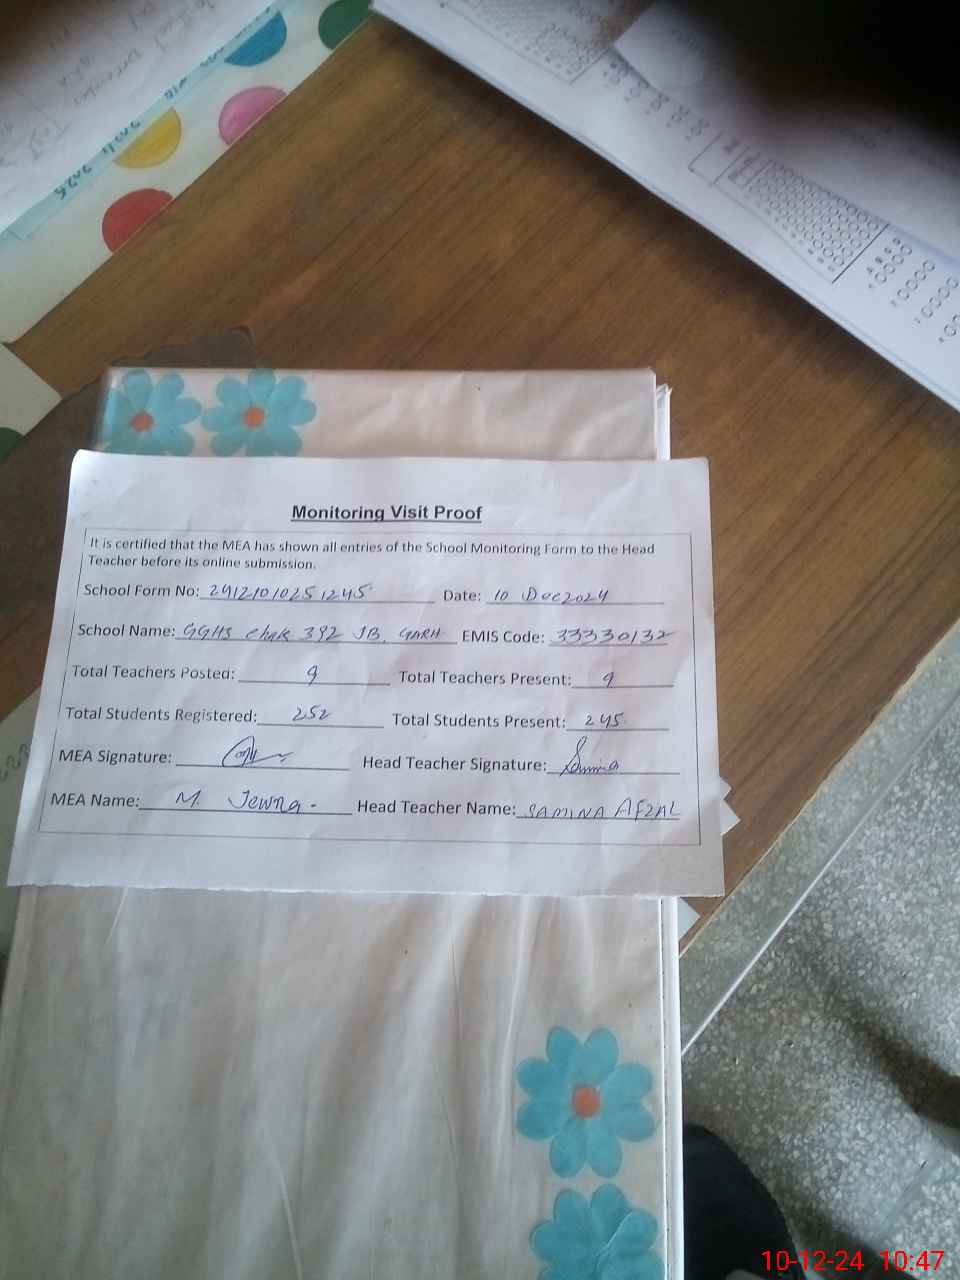 2024 2025
December
Monitoring Visit Proof
It is certified that the MEA has shown all entries of the School Monitoring Form to the Head
Teacher before its online submission.
School Form No: 2412101025 1245 Date: 10 Dec 2024
School Name: GGHS Chak 392 JB, GARH EMIS Code: 33330132
Total Teachers Posted: 9 Total Teachers Present: 9
Total Students Registered: 252 Total Students Present: 245
MEA Signature: Head Teacher Signature: Samina
MEA Name: M. Head Teacher Name: SAMINA AFZAL
10-12-24 10:47